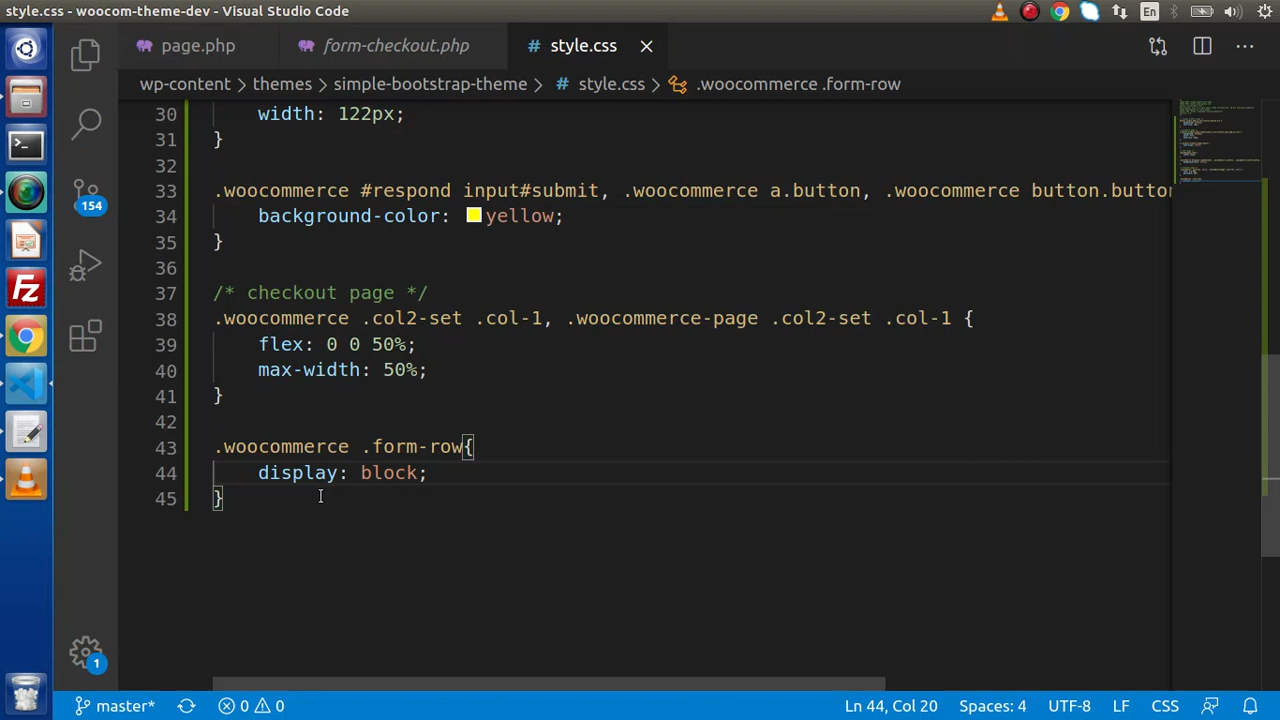 style.css - woocom-theme-dev - Visual Studio Code
En
page.php
form-checkout.php
# style.css
wp-content > themes > simple-bootstrap-theme > # style.css > .woocommerce .form-row
30 width: 122px;
31 }
32
33 .woocommerce #respond input#submit, .woocommerce a.button, .woocommerce button.button
34 background-color: yellow;
35 }
36
37 /* checkout page */
38 .woocommerce .col2-set .col-1, .woocommerce-page .col2-set .col-1 {
39 flex: 0 0 50%;
40 max-width: 50%;
41 }
42
43 .woocommerce .form-row{
44 display: block;
45 }
154
1
master* 0 0 Ln 44, Col 20 Spaces: 4 UTF-8 LF CSS